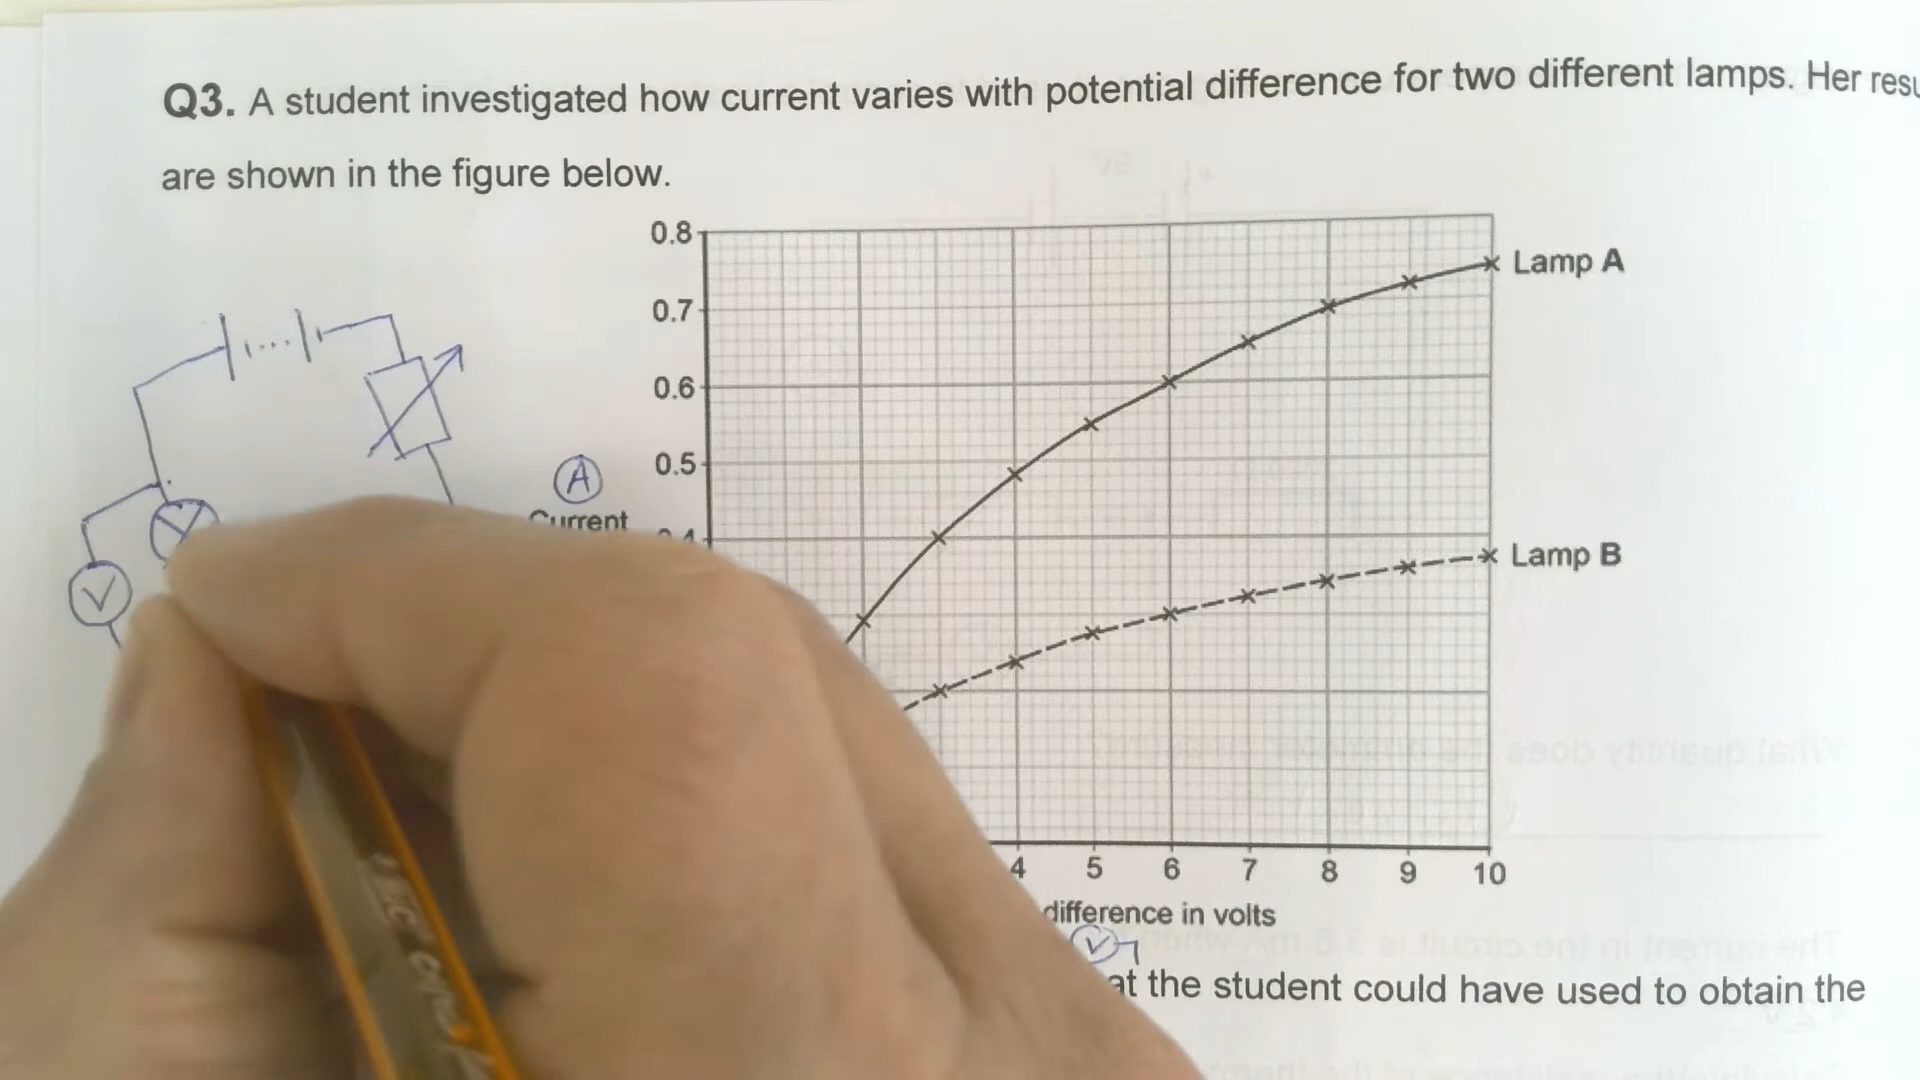 Q3. A student investigated how current varies with potential difference for two different lamps. Her
are shown in the figure below.
0.8
Lamp A
0.7
0.6
A
0.5
Current
V
Lamp B
4 5 6 7 8 9 10
difference in volts
V
at the student could have used to obtain the